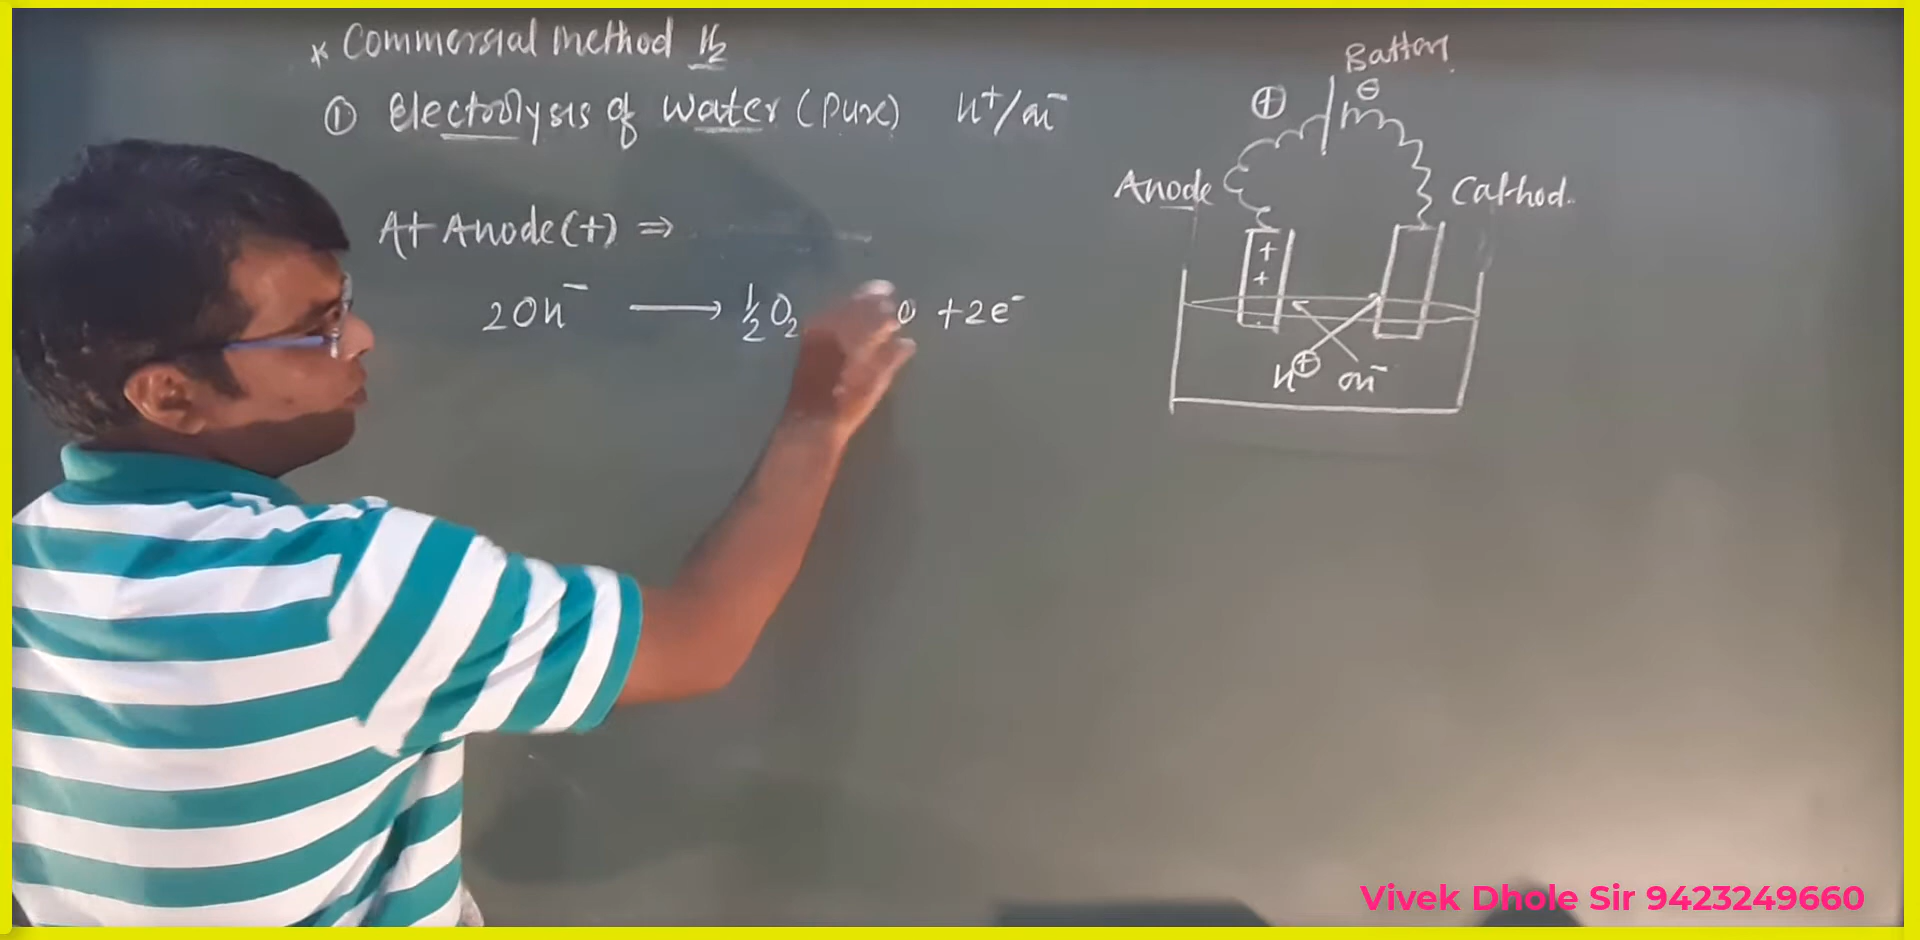 * Commersial method H₂
① Electrolysis of water (pure) H⁺/OH⁻
At Anode (+) ⇒
2OH⁻ ⟶ ½O₂ O + 2e⁻
Battery
⊕ ⊖
Anode Cathod.
+
+
H⊕ OH⁻
Vivek Dhole Sir 9423249660